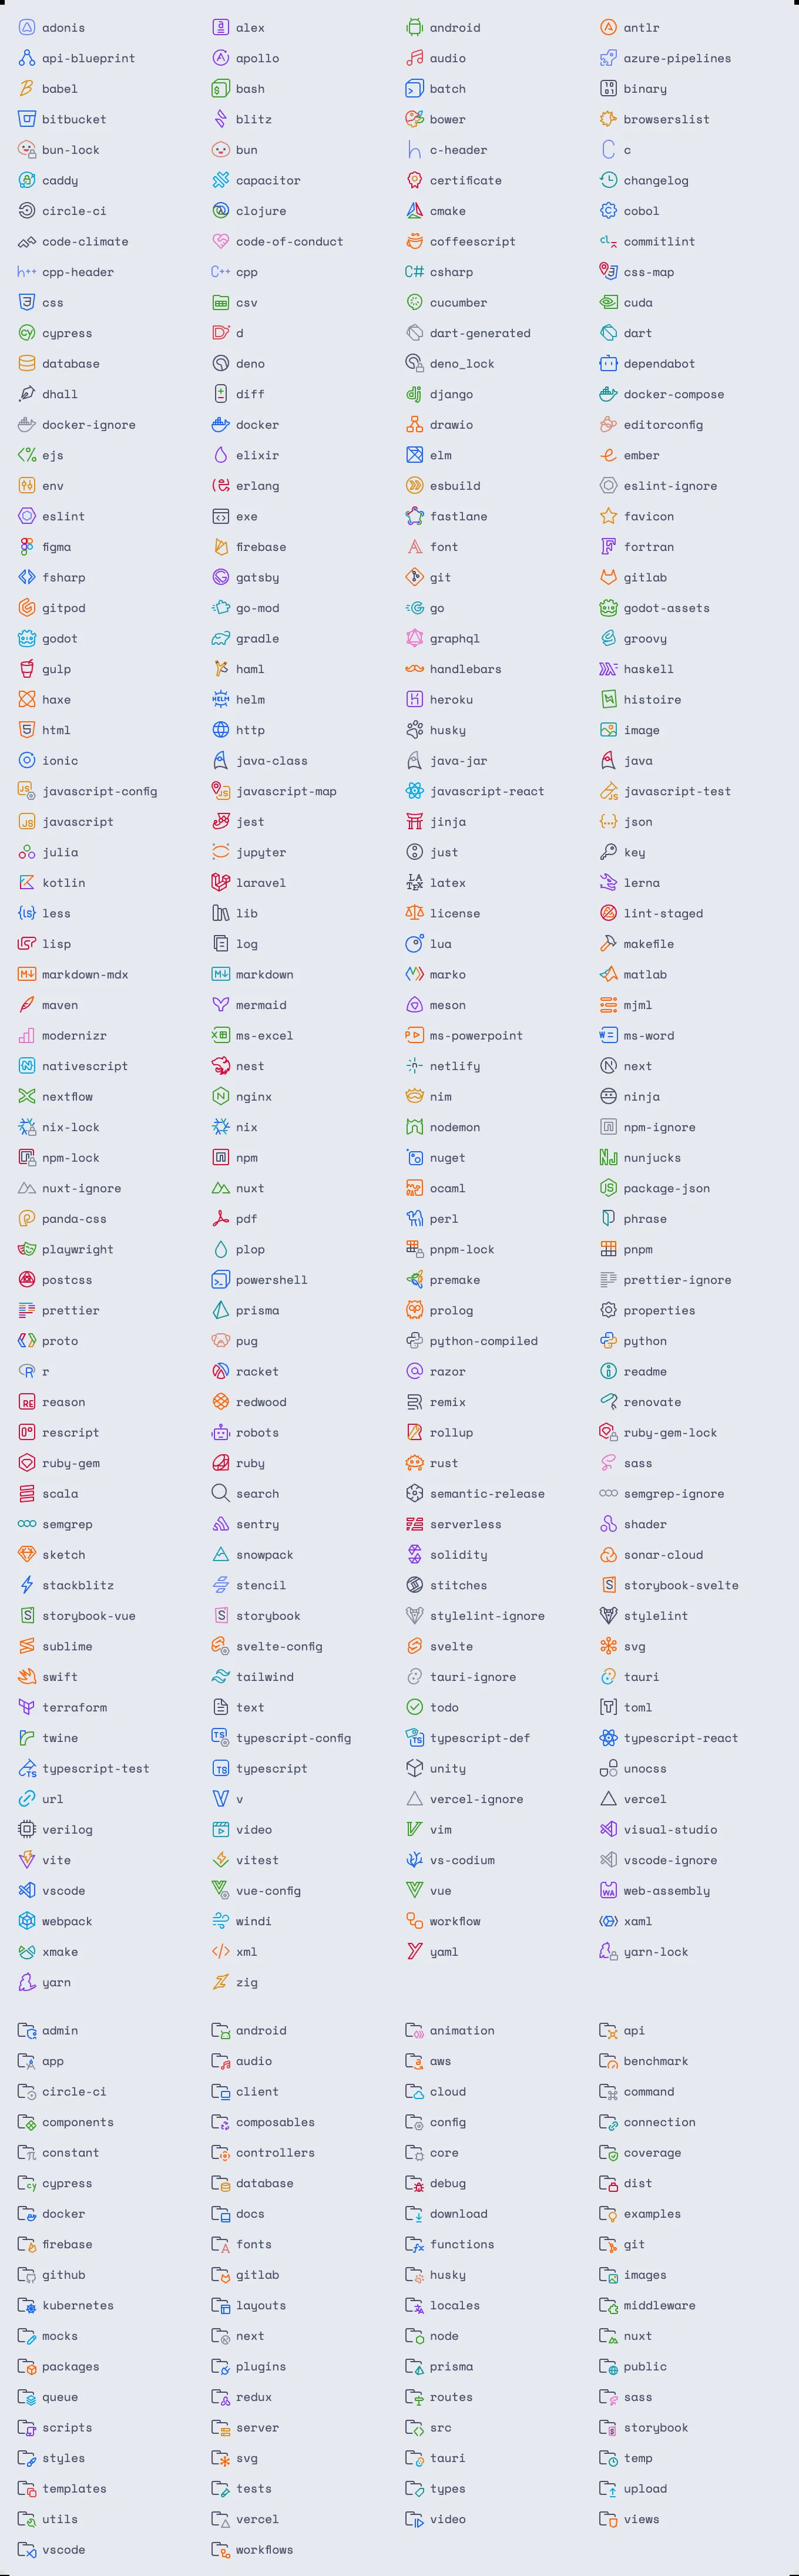 adonis alex android antlr
api-blueprint apollo audio azure-pipelines
babel bash batch binary
bitbucket blitz bower browserslist
bun-lock bun c-header c
caddy capacitor certificate changelog
circle-ci clojure cmake cobol
code-climate code-of-conduct coffeescript commitlint
cpp-header cpp csharp css-map
css csv cucumber cuda
cypress d dart-generated dart
database deno deno_lock dependabot
dhall diff django docker-compose
docker-ignore docker drawio editorconfig
ejs elixir elm ember
env erlang esbuild eslint-ignore
eslint exe fastlane favicon
figma firebase font fortran
fsharp gatsby git gitlab
gitpod go-mod go godot-assets
godot gradle graphql groovy
gulp haml handlebars haskell
haxe helm heroku histoire
html http husky image
ionic java-class java-jar java
javascript-config javascript-map javascript-react javascript-test
javascript jest jinja json
julia jupyter just key
kotlin laravel latex lerna
less lib license lint-staged
lisp log lua makefile
markdown-mdx markdown marko matlab
maven mermaid meson mjml
modernizr ms-excel ms-powerpoint ms-word
nativescript nest netlify next
nextflow nginx nim ninja
nix-lock nix nodemon npm-ignore
npm-lock npm nuget nunjucks
nuxt-ignore nuxt ocaml package-json
panda-css pdf perl phrase
playwright plop pnpm-lock pnpm
postcss powershell premake prettier-ignore
prettier prisma prolog properties
proto pug python-compiled python
r racket razor readme
reason redwood remix renovate
rescript robots rollup ruby-gem-lock
ruby-gem ruby rust sass
scala search semantic-release semgrep-ignore
semgrep sentry serverless shader
sketch snowpack solidity sonar-cloud
stackblitz stencil stitches storybook-svelte
storybook-vue storybook stylelint-ignore stylelint
sublime svelte-config svelte svg
swift tailwind tauri-ignore tauri
terraform text todo toml
twine typescript-config typescript-def typescript-react
typescript-test typescript unity unocss
url v vercel-ignore vercel
verilog video vim visual-studio
vite vitest vs-codium vscode-ignore
vscode vue-config vue web-assembly
webpack windi workflow xaml
xmake xml yaml yarn-lock
yarn zig
admin android animation api
app audio aws benchmark
circle-ci client cloud command
components composables config connection
constant controllers core coverage
cypress database debug dist
docker docs download examples
firebase fonts functions git
github gitlab husky images
kubernetes layouts locales middleware
mocks next node nuxt
packages plugins prisma public
queue redux routes sass
scripts server src storybook
styles svg tauri temp
templates tests types upload
utils vercel video views
vscode workflows